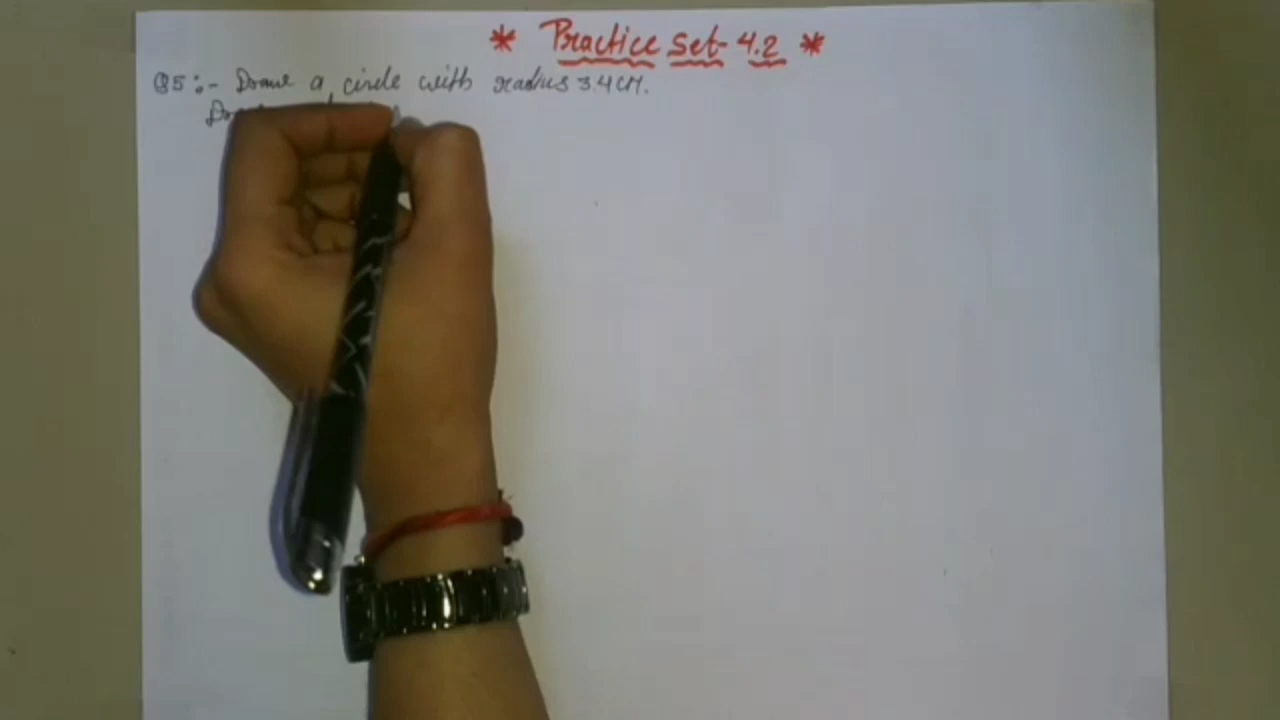 * Practice Set-4.2 *
Q5:- Draw a circle with radius 3.4 cm.